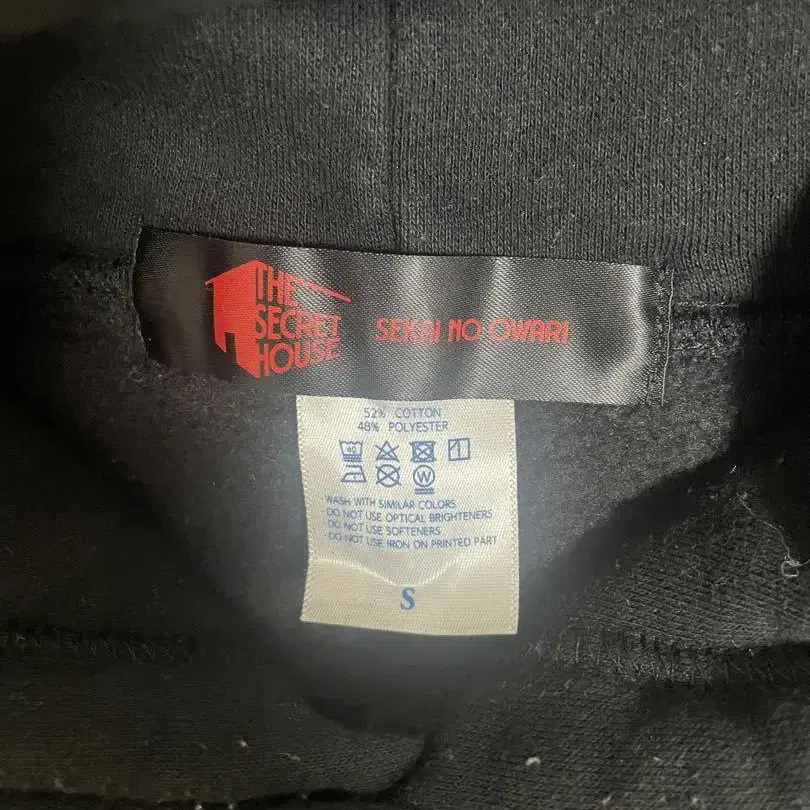 THE
SECRET
HOUSE
SEKAI NO OWARI
52% COTTON
48% POLYESTER
40
W
WASH WITH SIMILAR COLORS
·DO NOT USE OPTICAL BRIGHTENERS
·DO NOT USE SOFTENERS
·DO NOT USE IRON ON PRINTED PART
S